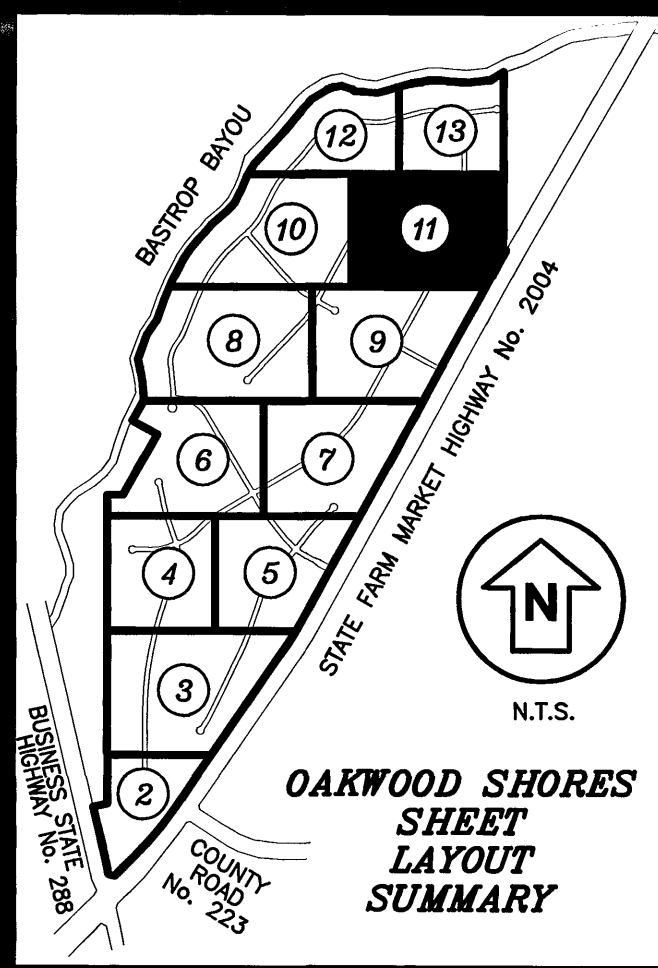 12
13
BASTROP BAYOU
10
11
8
9
STATE FARM MARKET HIGHWAY No. 2004
6
7
4
5
N
N.T.S.
3
2
BUSINESS STATE
HIGHWAY No. 288
COUNTY
ROAD
No. 223
OAKWOOD SHORES
SHEET
LAYOUT
SUMMARY